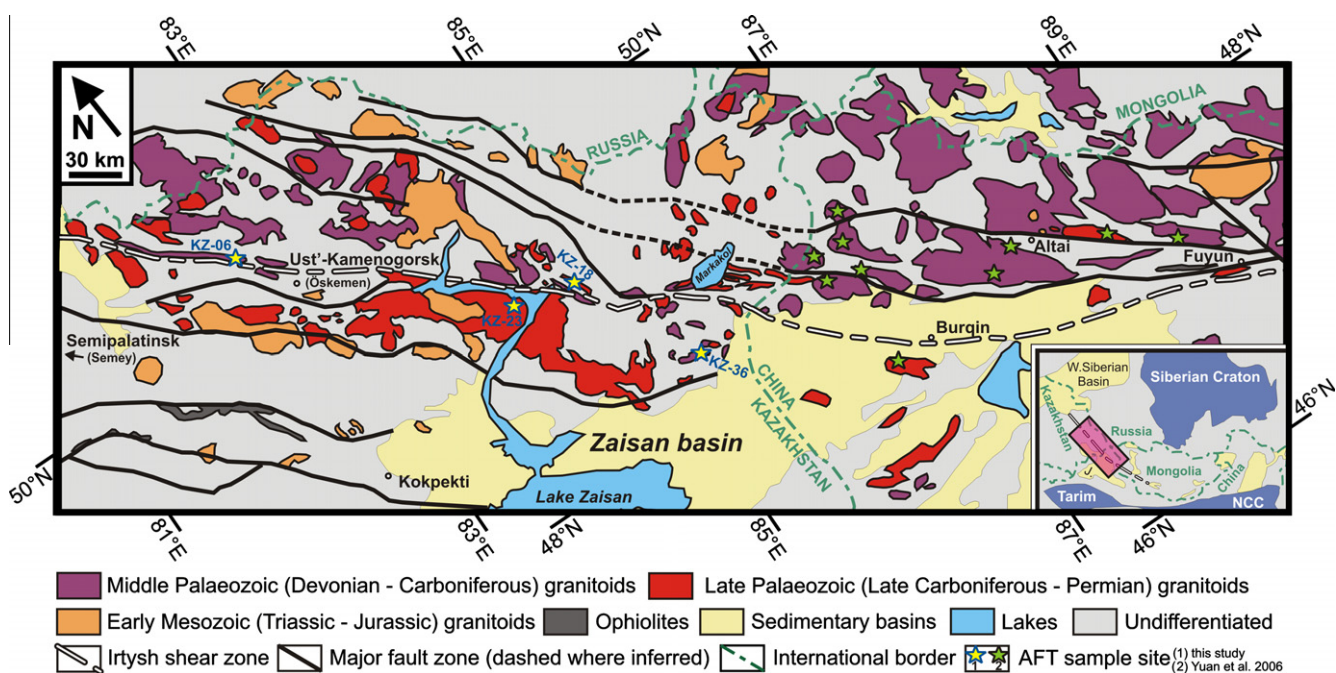 83°E
85°E
50°N
87°E
89°E
48°N
N
30 km
RUSSIA
MONGOLIA
KZ-06
Ust'-Kamenogorsk
(Öskemen)
KZ-18
Markakol
Altai
Fuyun
KZ-23
Semipalatinsk
(Semey)
KZ-36
Burqin
CHINA
KAZAKHSTAN
Zaisan basin
Kokpekti
Lake Zaisan
W.Siberian
Basin
Siberian Craton
Kazakhstan
Russia
Mongolia
China
J.
Tarim
NCC
46°N
50°N
81°E
83°E
48°N
85°E
87°E
46°N
Middle Palaeozoic (Devonian - Carboniferous) granitoids
Late Palaeozoic (Late Carboniferous - Permian) granitoids
Early Mesozoic (Triassic - Jurassic) granitoids
Ophiolites
Sedimentary basins
Lakes
Undifferentiated
Irtysh shear zone
Major fault zone (dashed where inferred)
International border
1 2
AFT sample site
(1) this study
(2) Yuan et al. 2006